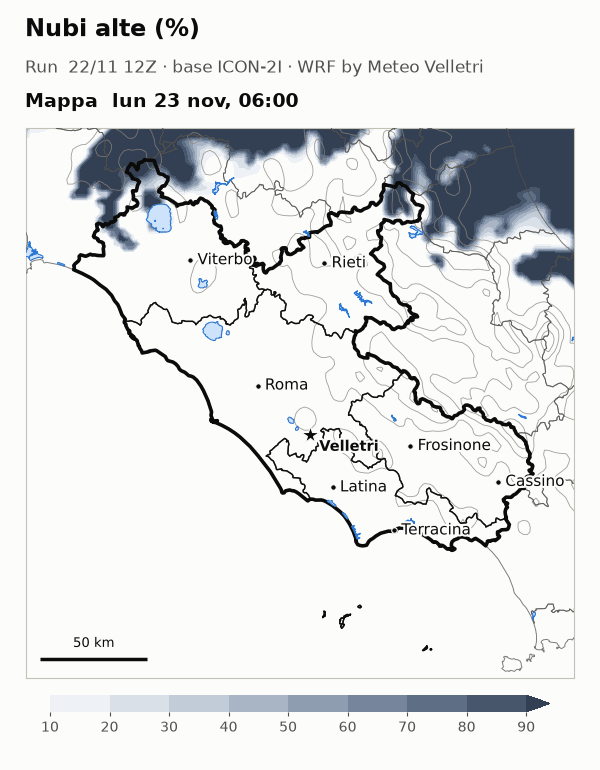 Nubi alte (%)
Run  22/11 12Z · base ICON-2I · WRF by Meteo Velletri
Mappa  lun 23 nov, 06:00
Viterbo
Rieti
Roma
Velletri
Frosinone
Latina
Cassino
Terracina
50 km
10 20 30 40 50 60 70 80 90